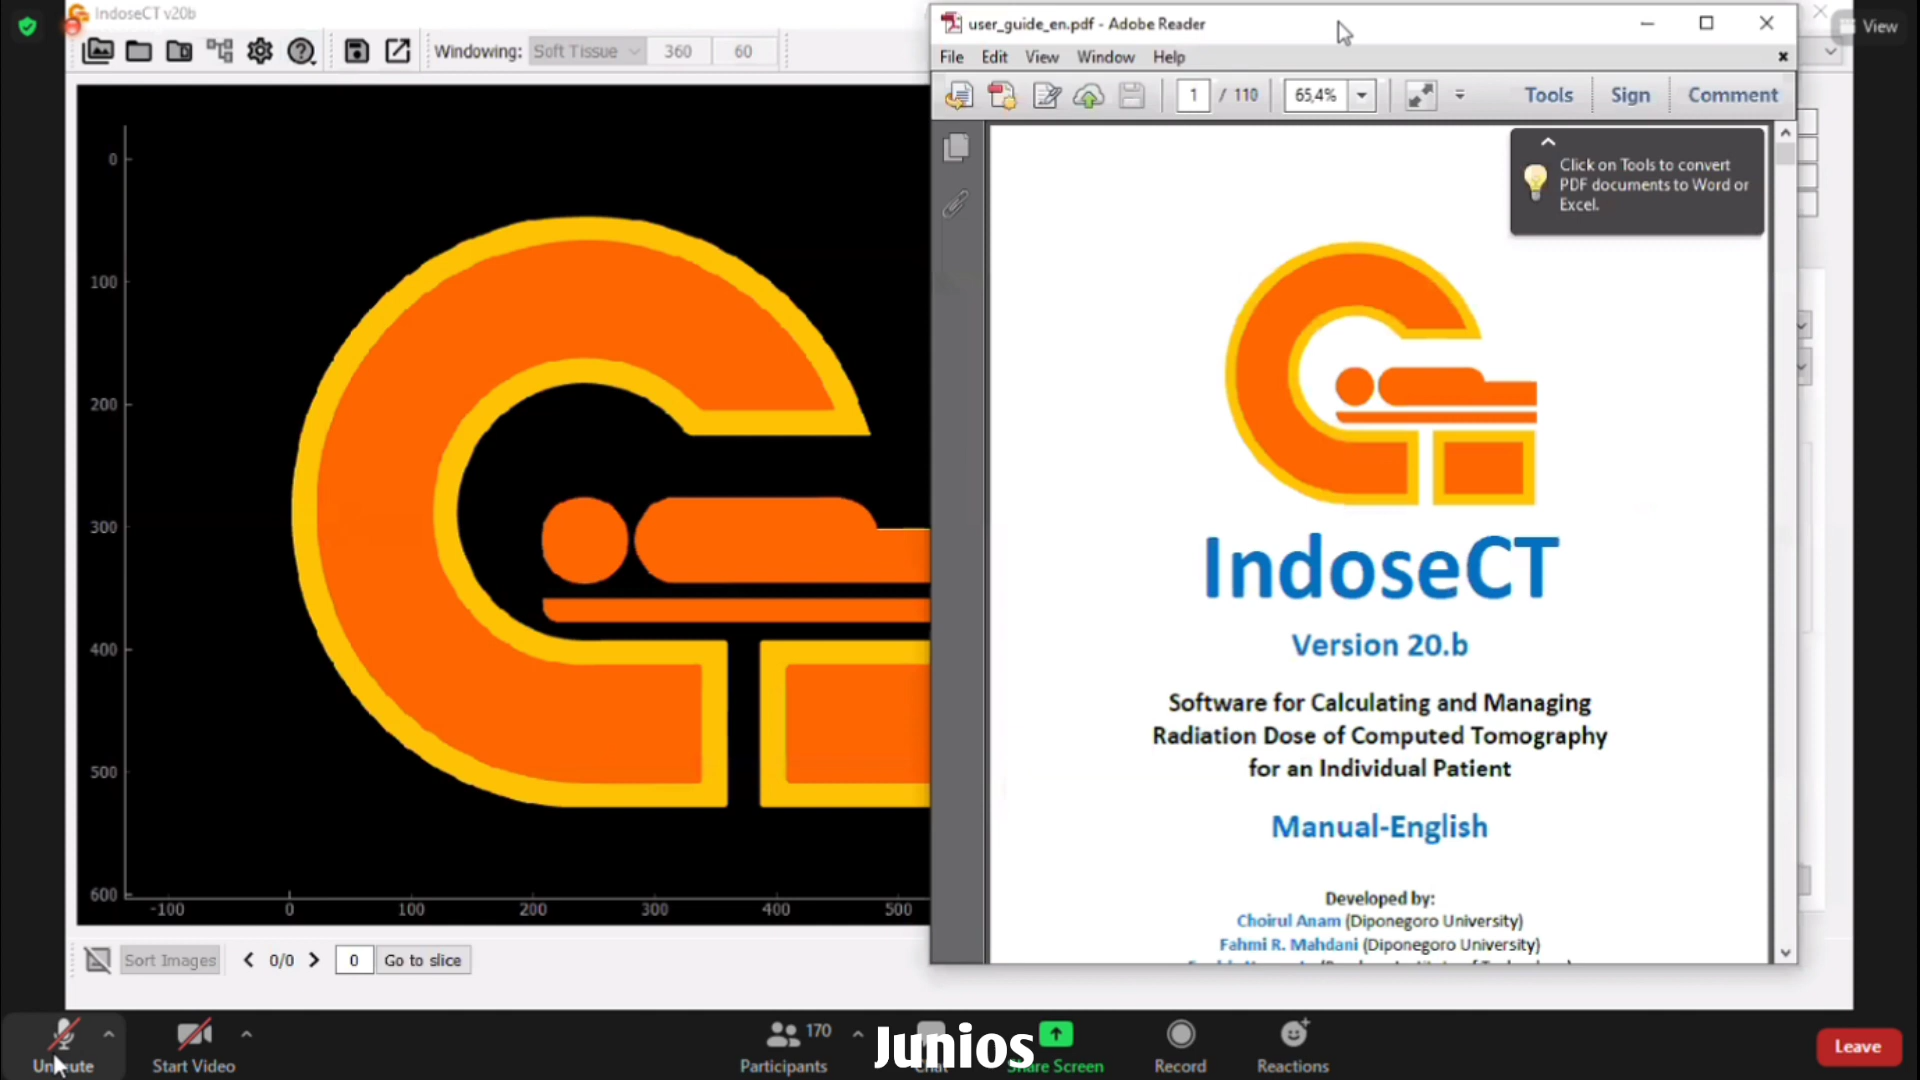 IndoseCT v20b
Windowing: Soft Tissue 360 60
0
100
200
300
400
500
600
-100 0 100 200 300 400 500
Sort Images 0/0 0 Go to slice
user_guide_en.pdf - Adobe Reader
File Edit View Window Help
1 / 110 65,4% Tools Sign Comment
Click on Tools to convert
PDF documents to Word or
Excel.
IndoseCT
Version 20.b
Software for Calculating and Managing
Radiation Dose of Computed Tomography
for an Individual Patient
Manual-English
Developed by:
Choirul Anam (Diponegoro University)
Fahmi R. Mahdani (Diponegoro University)
View
Unmute Start Video Participants 170 Chat Share Screen Record Reactions Leave
Junios